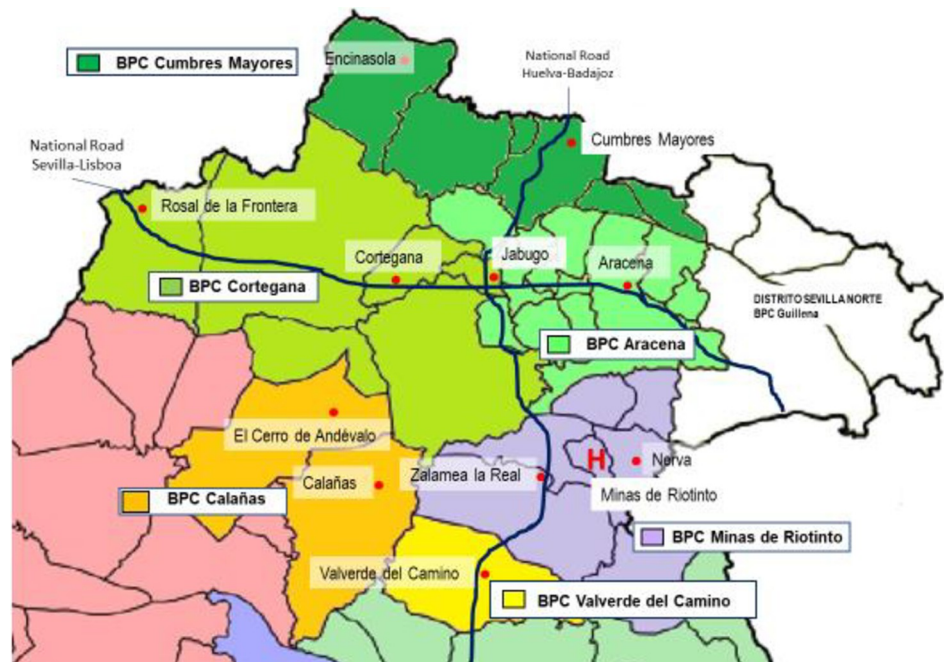 BPC Cumbres Mayores
Encinasola
National Road
Huelva-Badajoz
Cumbres Mayores
National Road
Sevilla-Lisboa
Rosal de la Frontera
Cortegana
Jabugo
Aracena
BPC Cortegana
DISTRITO SEVILLA NORTE
BPC Guillena
BPC Aracena
El Cerro de Andévalo
Calañas
Zalamea la Real
H
Nerva
BPC Calañas
Minas de Riotinto
BPC Minas de Riotinto
Valverde del Camino
BPC Valverde del Camino